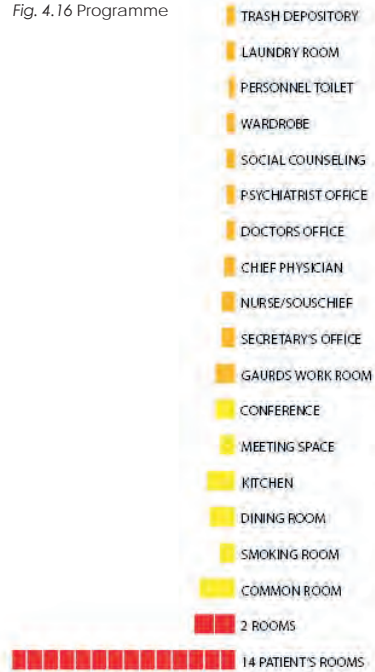 Fig. 4.16 Programme
TRASH DEPOSITORY
LAUNDRY ROOM
PERSONNEL TOILET
WARDROBE
SOCIAL COUNSELING
PSYCHIATRIST OFFICE
DOCTORS OFFICE
CHIEF PHYSICIAN
NURSE/SOUSCHIEF
SECRETARY'S OFFICE
GAURDS WORK ROOM
CONFERENCE
MEETING SPACE
KITCHEN
DINING ROOM
SMOKING ROOM
COMMON ROOM
2 ROOMS
14 PATIENT'S ROOMS